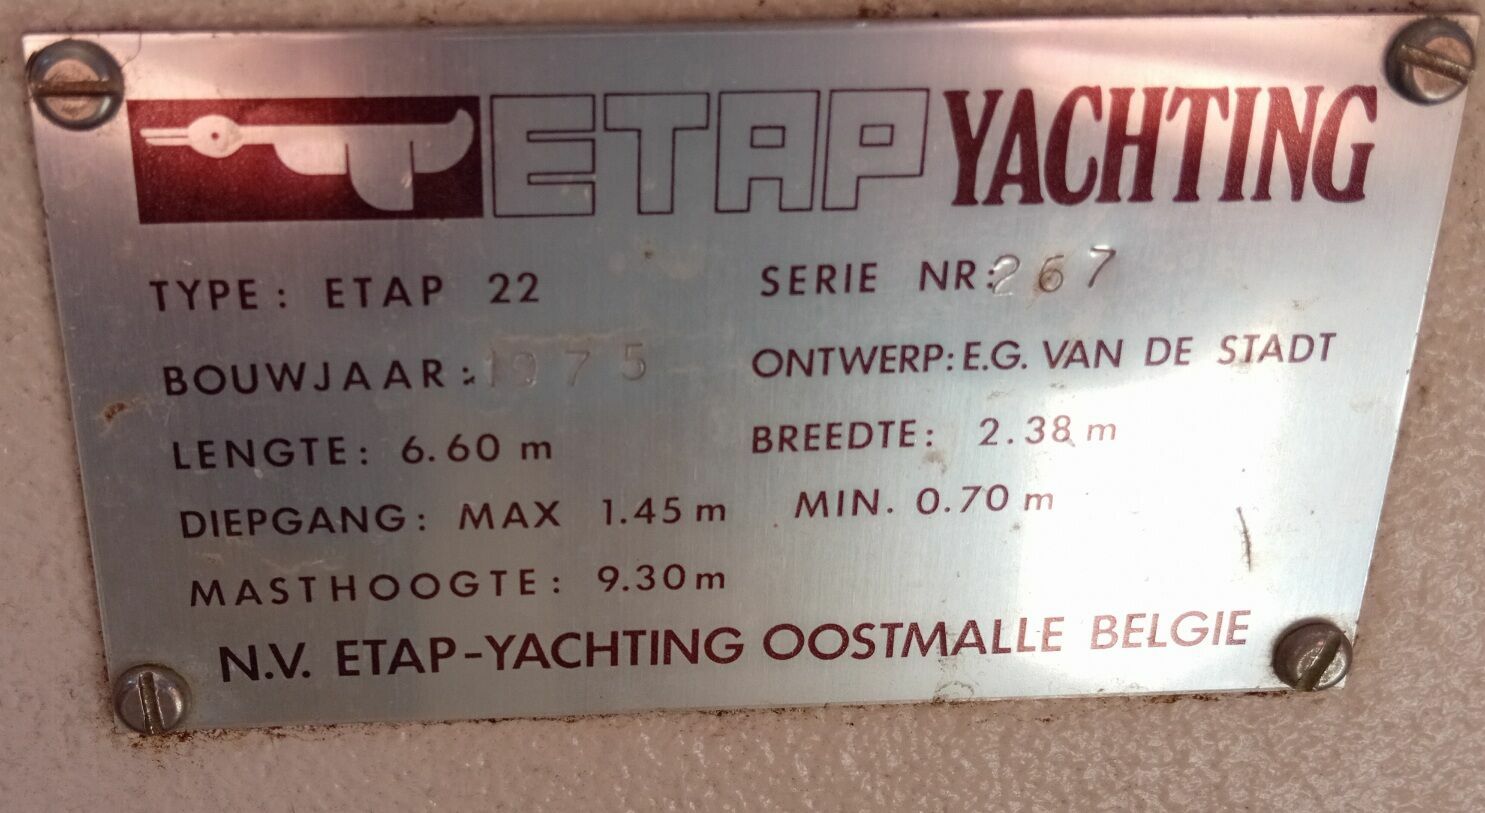 ETAP YACHTING
TYPE: ETAP 22 SERIE NR: 267
BOUWJAAR: 1975 ONTWERP: E.G. VAN DE STADT
LENGTE: 6.60 m BREEDTE: 2.38 m
DIEPGANG: MAX 1.45 m MIN. 0.70 m
MASTHOOGTE: 9.30 m
N.V. ETAP-YACHTING OOSTMALLE BELGIE